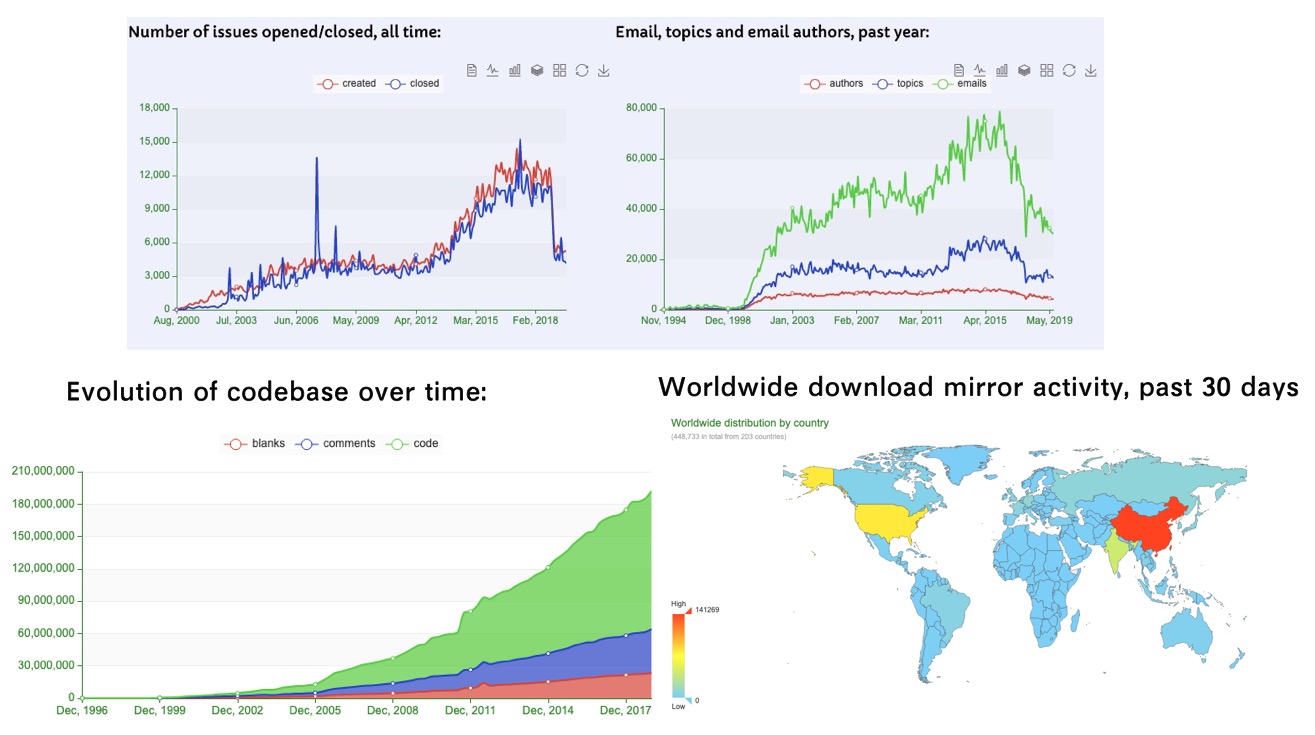 Number of issues opened/closed, all time:
Email, topics and email authors, past year:
created closed
authors topics emails
18,000
15,000
12,000
9,000
6,000
3,000
0
Aug, 2000 Jul, 2003 Jun, 2006 May, 2009 Apr, 2012 Mar, 2015 Feb, 2018
80,000
60,000
40,000
20,000
0
Nov, 1994 Dec, 1998 Jan, 2003 Feb, 2007 Mar, 2011 Apr, 2015 May, 2019
Evolution of codebase over time:
blanks comments code
210,000,000
180,000,000
150,000,000
120,000,000
90,000,000
60,000,000
30,000,000
0
Dec, 1996 Dec, 1999 Dec, 2002 Dec, 2005 Dec, 2008 Dec, 2011 Dec, 2014 Dec, 2017
Worldwide download mirror activity, past 30 days
Worldwide distribution by country
(448,733 in total from 203 countries)
High
141269
0
Low